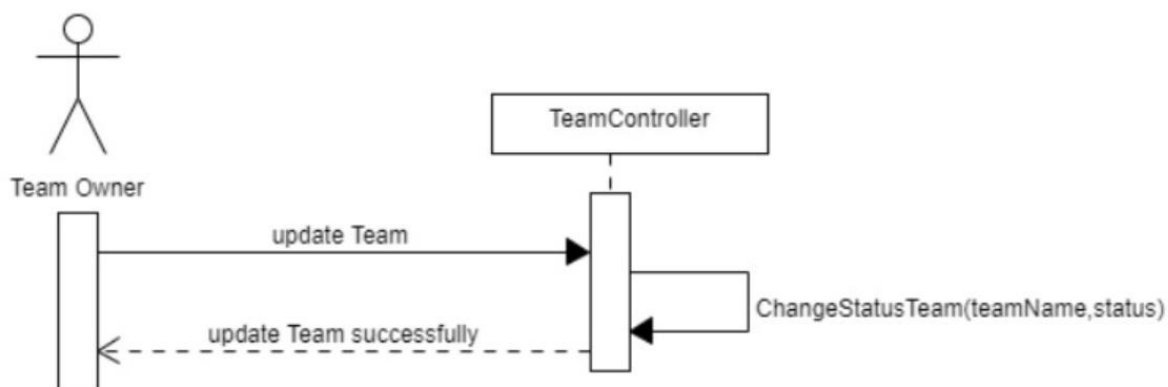 TeamController
Team Owner
update Team
ChangeStatusTeam(teamName,status)
update Team successfully